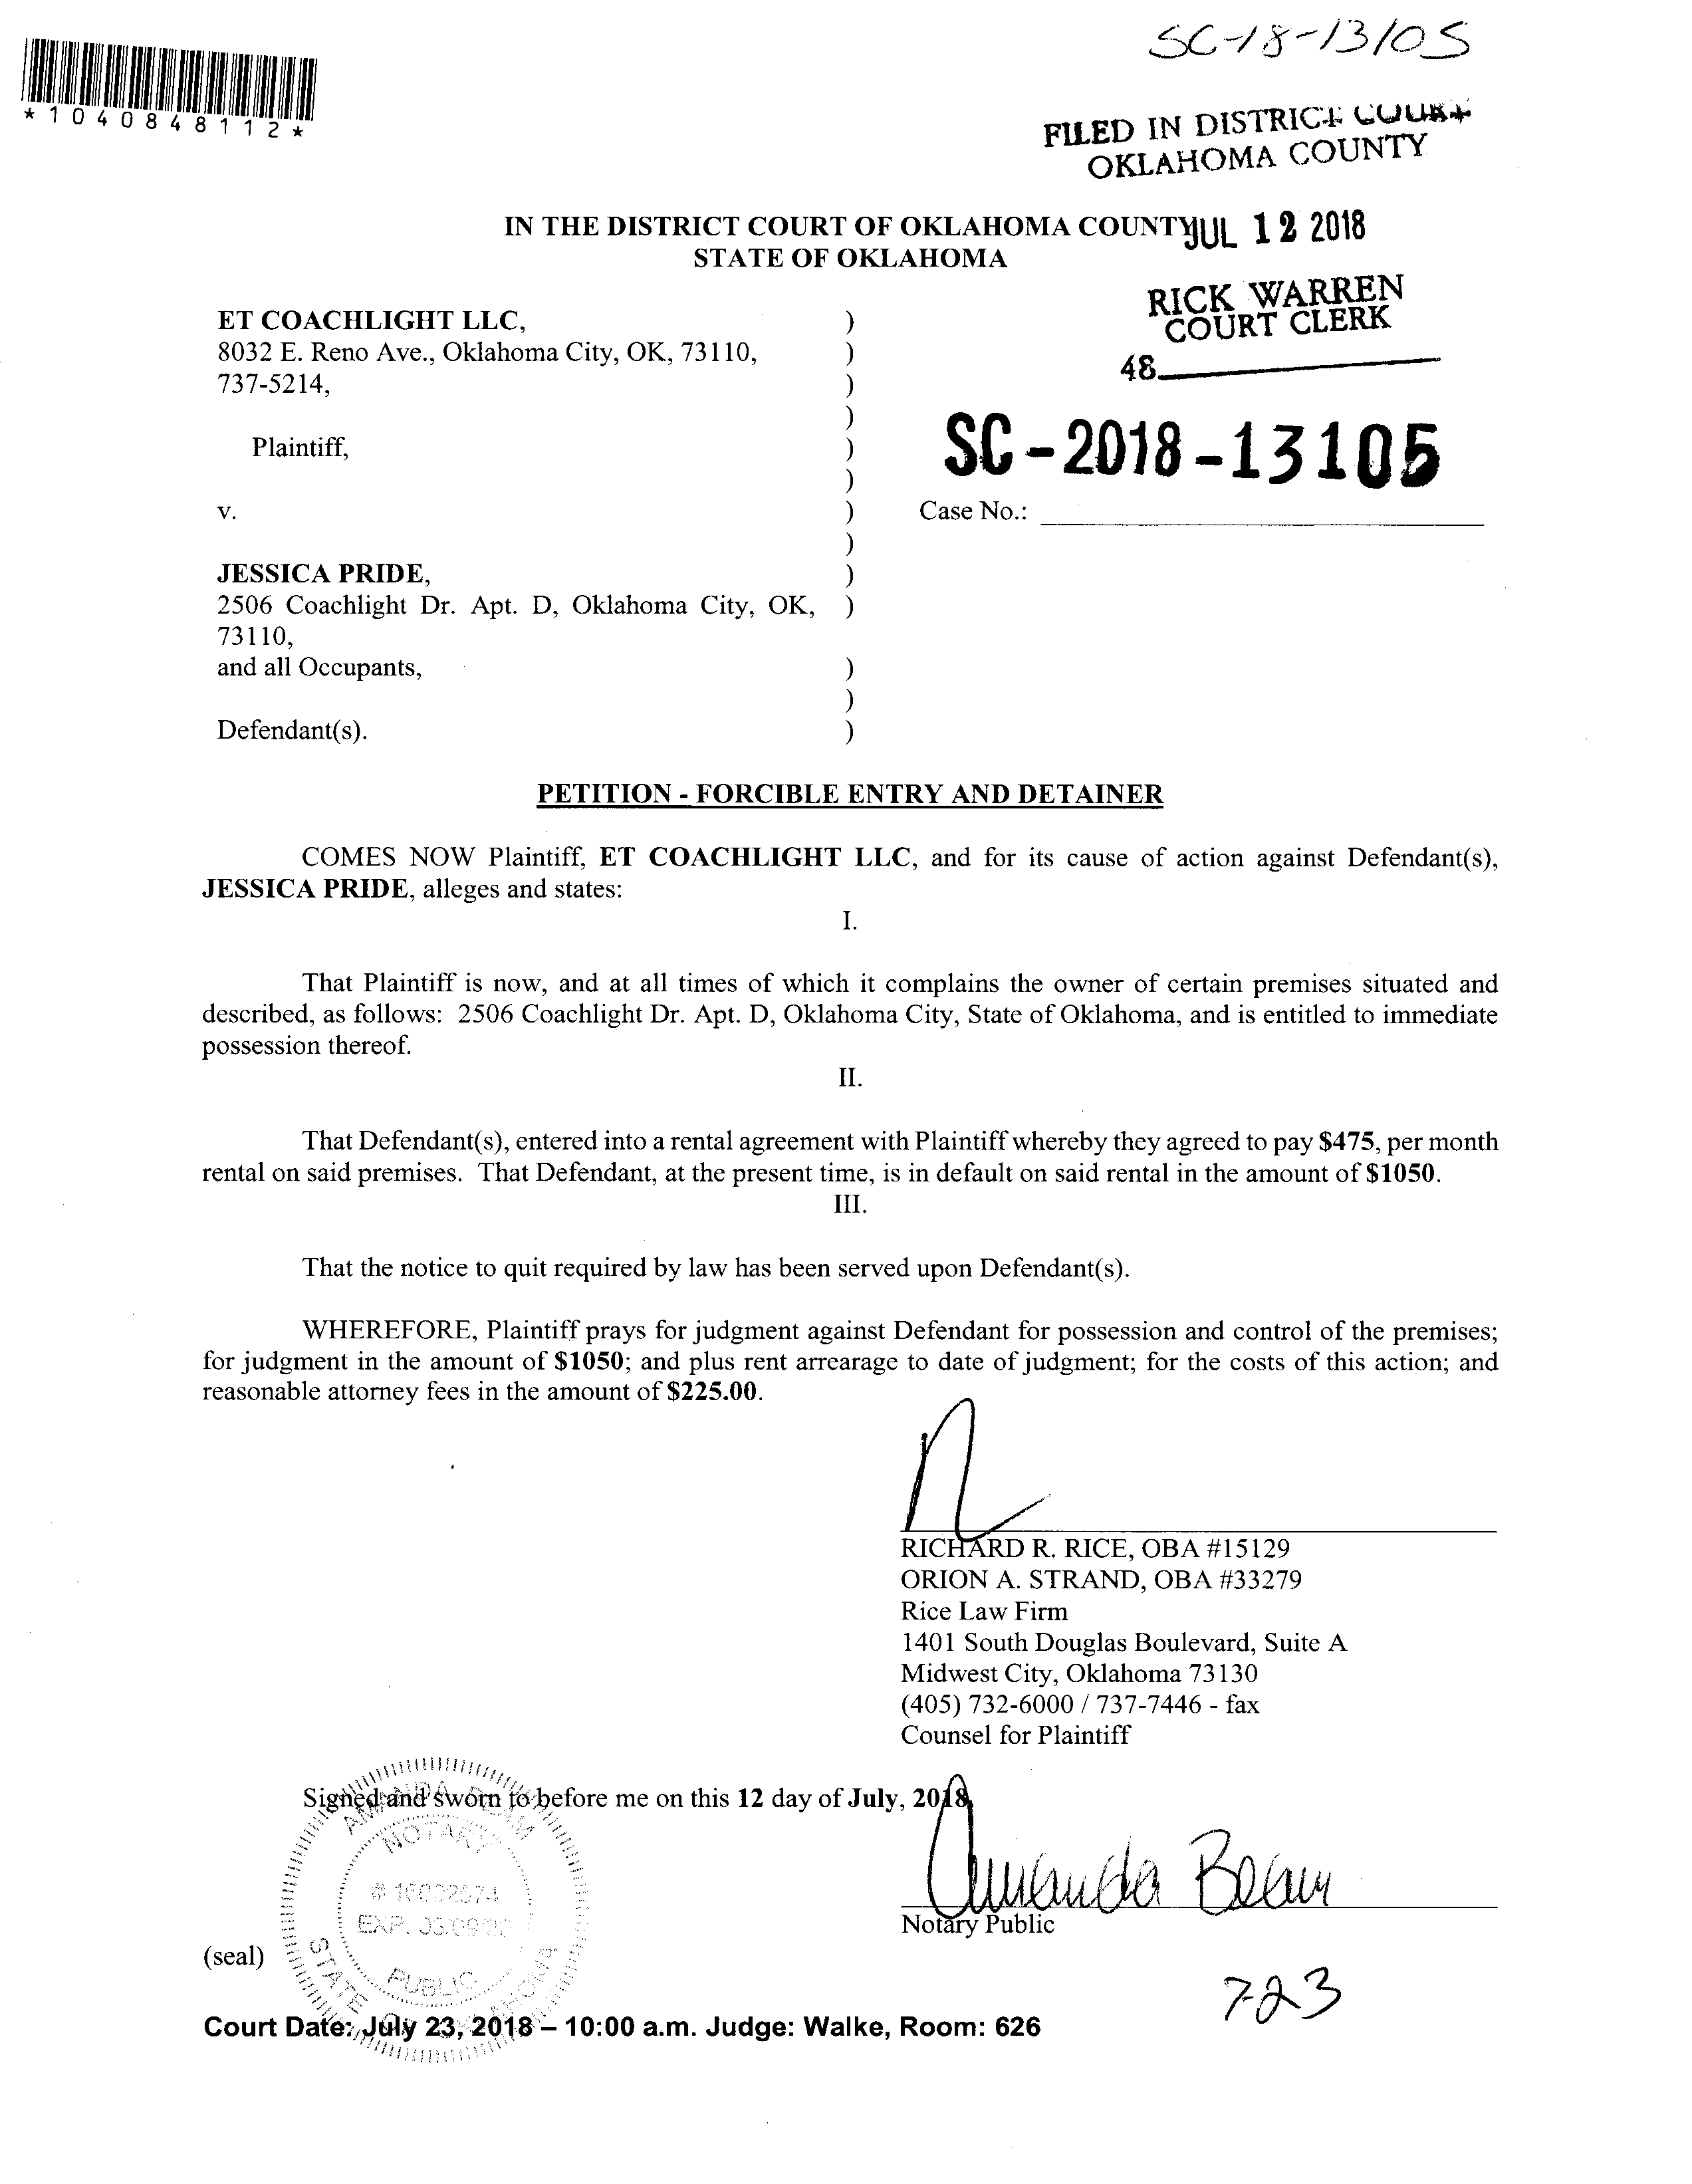 SC-18-13105
*1040848112*
FILED IN DISTRICT COURT
OKLAHOMA COUNTY
JUL 12 2018
RICK WARREN
COURT CLERK
48
IN THE DISTRICT COURT OF OKLAHOMA COUNTY
STATE OF OKLAHOMA
ET COACHLIGHT LLC, )
8032 E. Reno Ave., Oklahoma City, OK, 73110, )
737-5214, )
)
Plaintiff, )
)
v. )
)
JESSICA PRIDE, )
2506 Coachlight Dr. Apt. D, Oklahoma City, OK, )
73110,
and all Occupants, )
)
Defendant(s). )
SC-2018-13105
Case No.:
PETITION - FORCIBLE ENTRY AND DETAINER
COMES NOW Plaintiff, ET COACHLIGHT LLC, and for its cause of action against Defendant(s),
JESSICA PRIDE, alleges and states:
I.
That Plaintiff is now, and at all times of which it complains the owner of certain premises situated and
described, as follows: 2506 Coachlight Dr. Apt. D, Oklahoma City, State of Oklahoma, and is entitled to immediate
possession thereof.
II.
That Defendant(s), entered into a rental agreement with Plaintiff whereby they agreed to pay $475, per month
rental on said premises. That Defendant, at the present time, is in default on said rental in the amount of $1050.
III.
That the notice to quit required by law has been served upon Defendant(s).
WHEREFORE, Plaintiff prays for judgment against Defendant for possession and control of the premises;
for judgment in the amount of $1050; and plus rent arrearage to date of judgment; for the costs of this action; and
reasonable attorney fees in the amount of $225.00.
RICHARD R. RICE, OBA #15129
ORION A. STRAND, OBA #33279
Rice Law Firm
1401 South Douglas Boulevard, Suite A
Midwest City, Oklahoma 73130
(405) 732-6000 / 737-7446 - fax
Counsel for Plaintiff
Signed and sworn to before me on this 12 day of July, 2018.
Amanda Beam
Notary Public
AMANDA BEAM
NOTARY
EXP.
PUBLIC
STATE OF OKLAHOMA
(seal)
723
Court Date: July 23, 2018 – 10:00 a.m. Judge: Walke, Room: 626